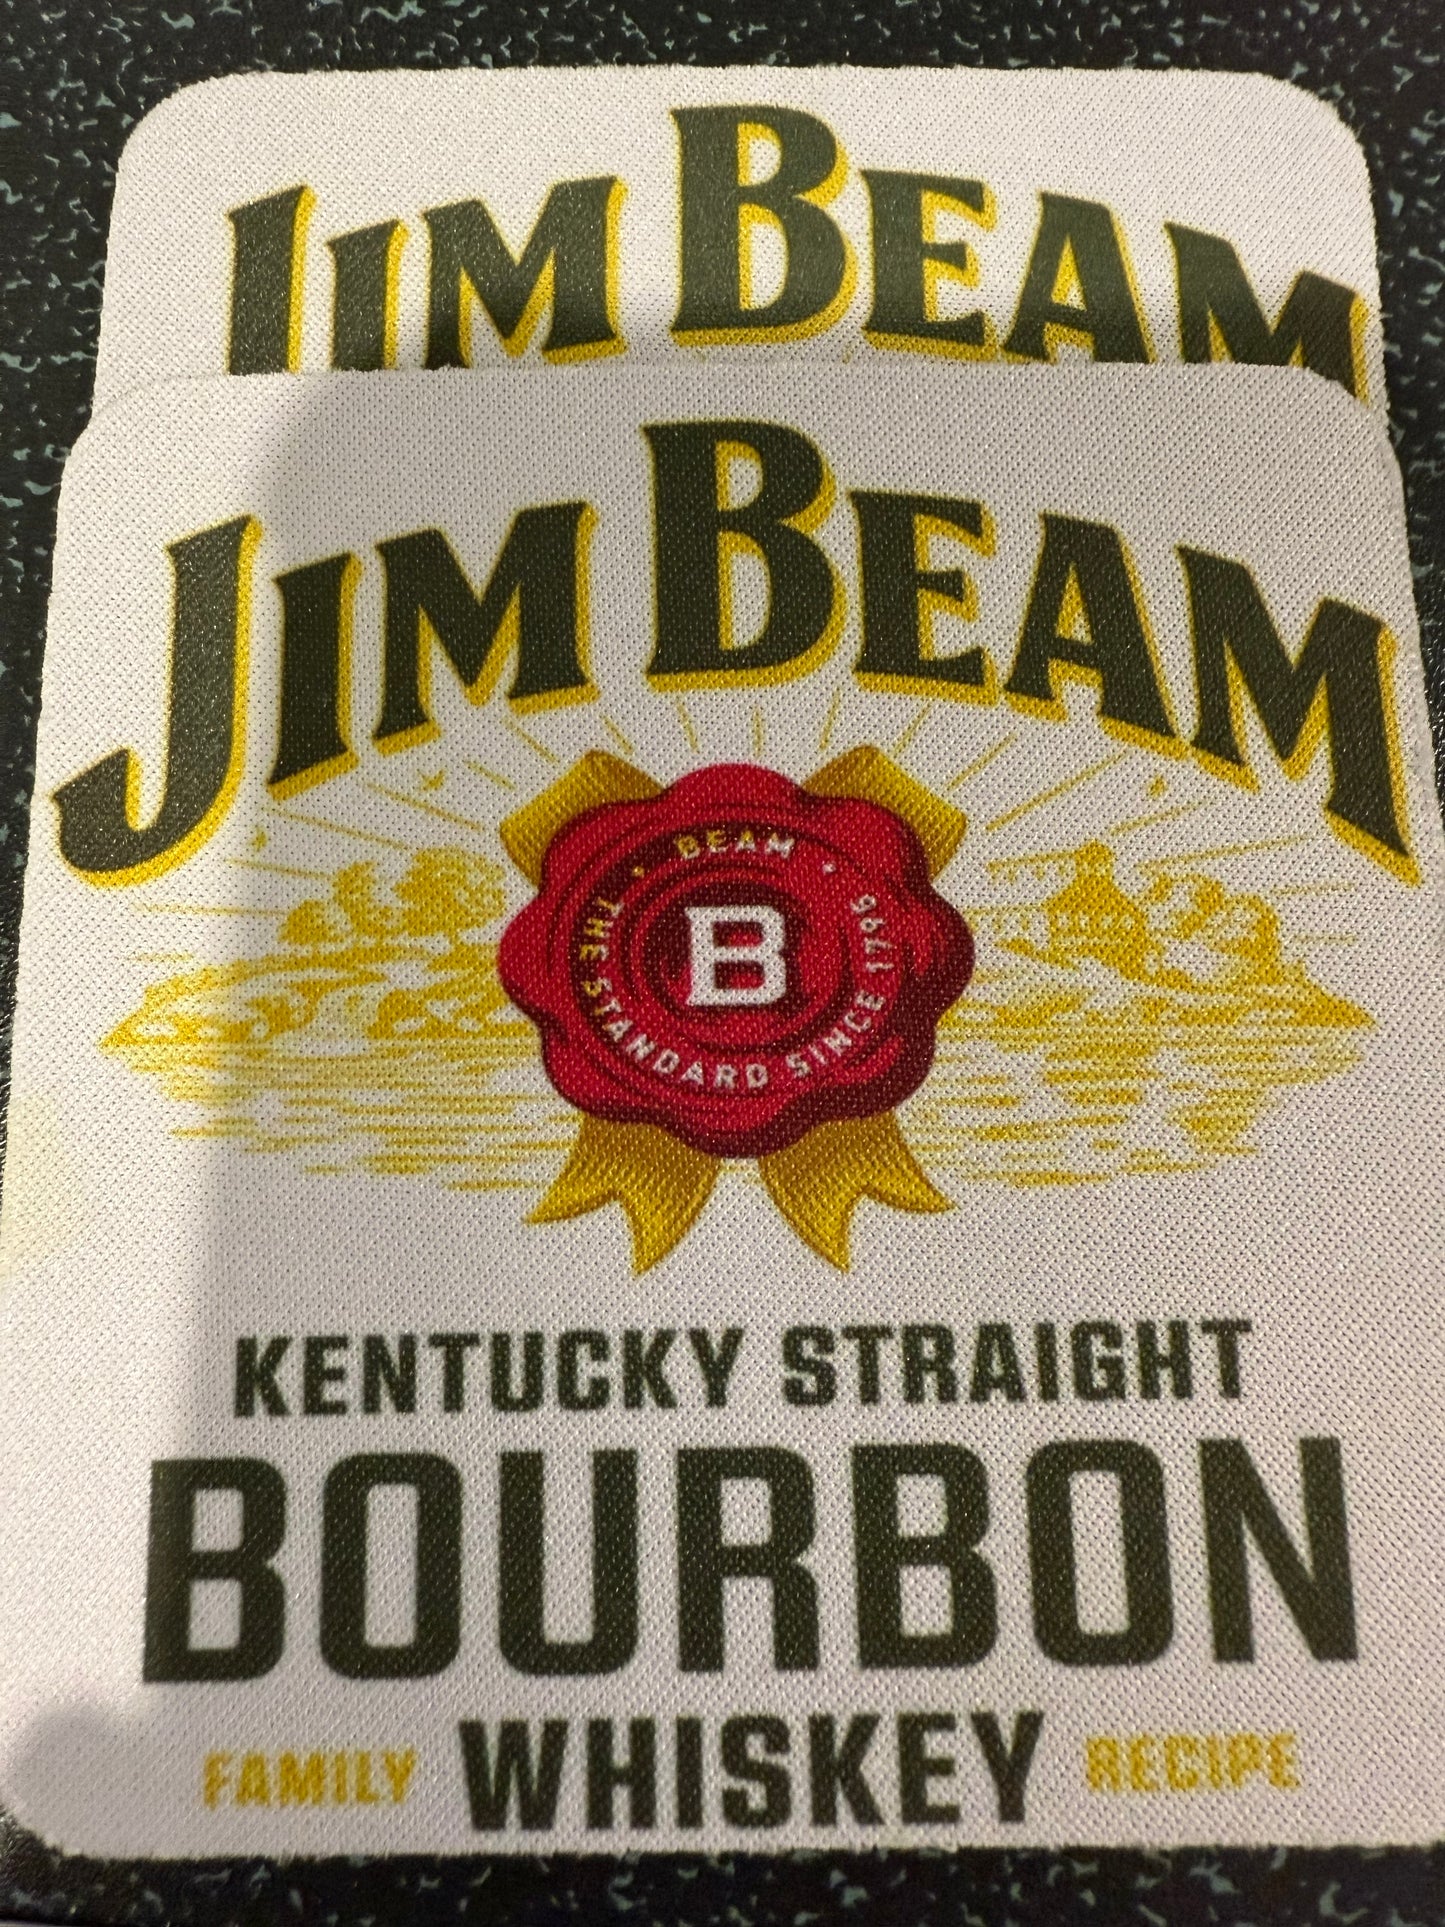 JIM BEAM
JIM BEAM
BEAM
THE STANDARD SINCE 1795
B
KENTUCKY STRAIGHT
BOURBON
FAMILY WHISKEY RECIPE